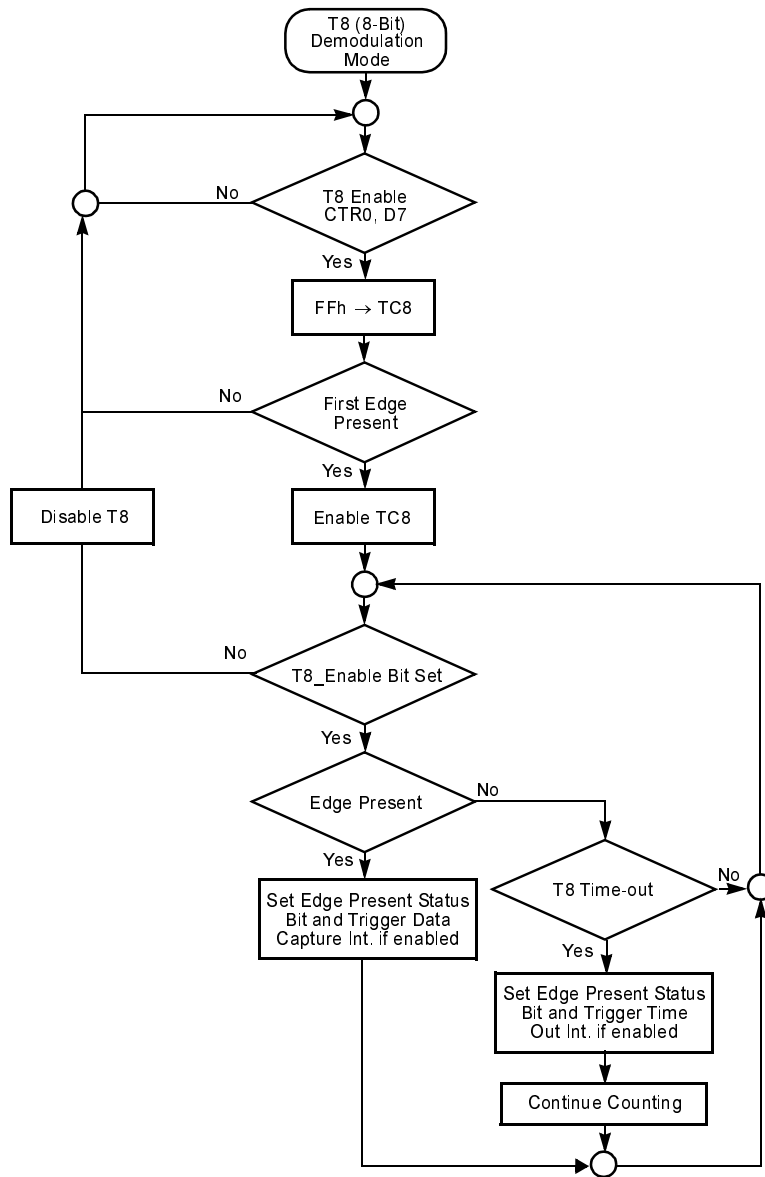 T8 (8-Bit)
Demodulation
Mode
No
T8 Enable
CTR0, D7
Yes
FFh → TC8
No
First Edge
Present
Yes
Disable T8
Enable TC8
No
T8_Enable Bit Set
Yes
Edge Present
No
Yes
T8 Time-out
No
Set Edge Present Status
Bit and Trigger Data
Capture Int. if enabled
Yes
Set Edge Present Status
Bit and Trigger Time
Out Int. if enabled
Continue Counting